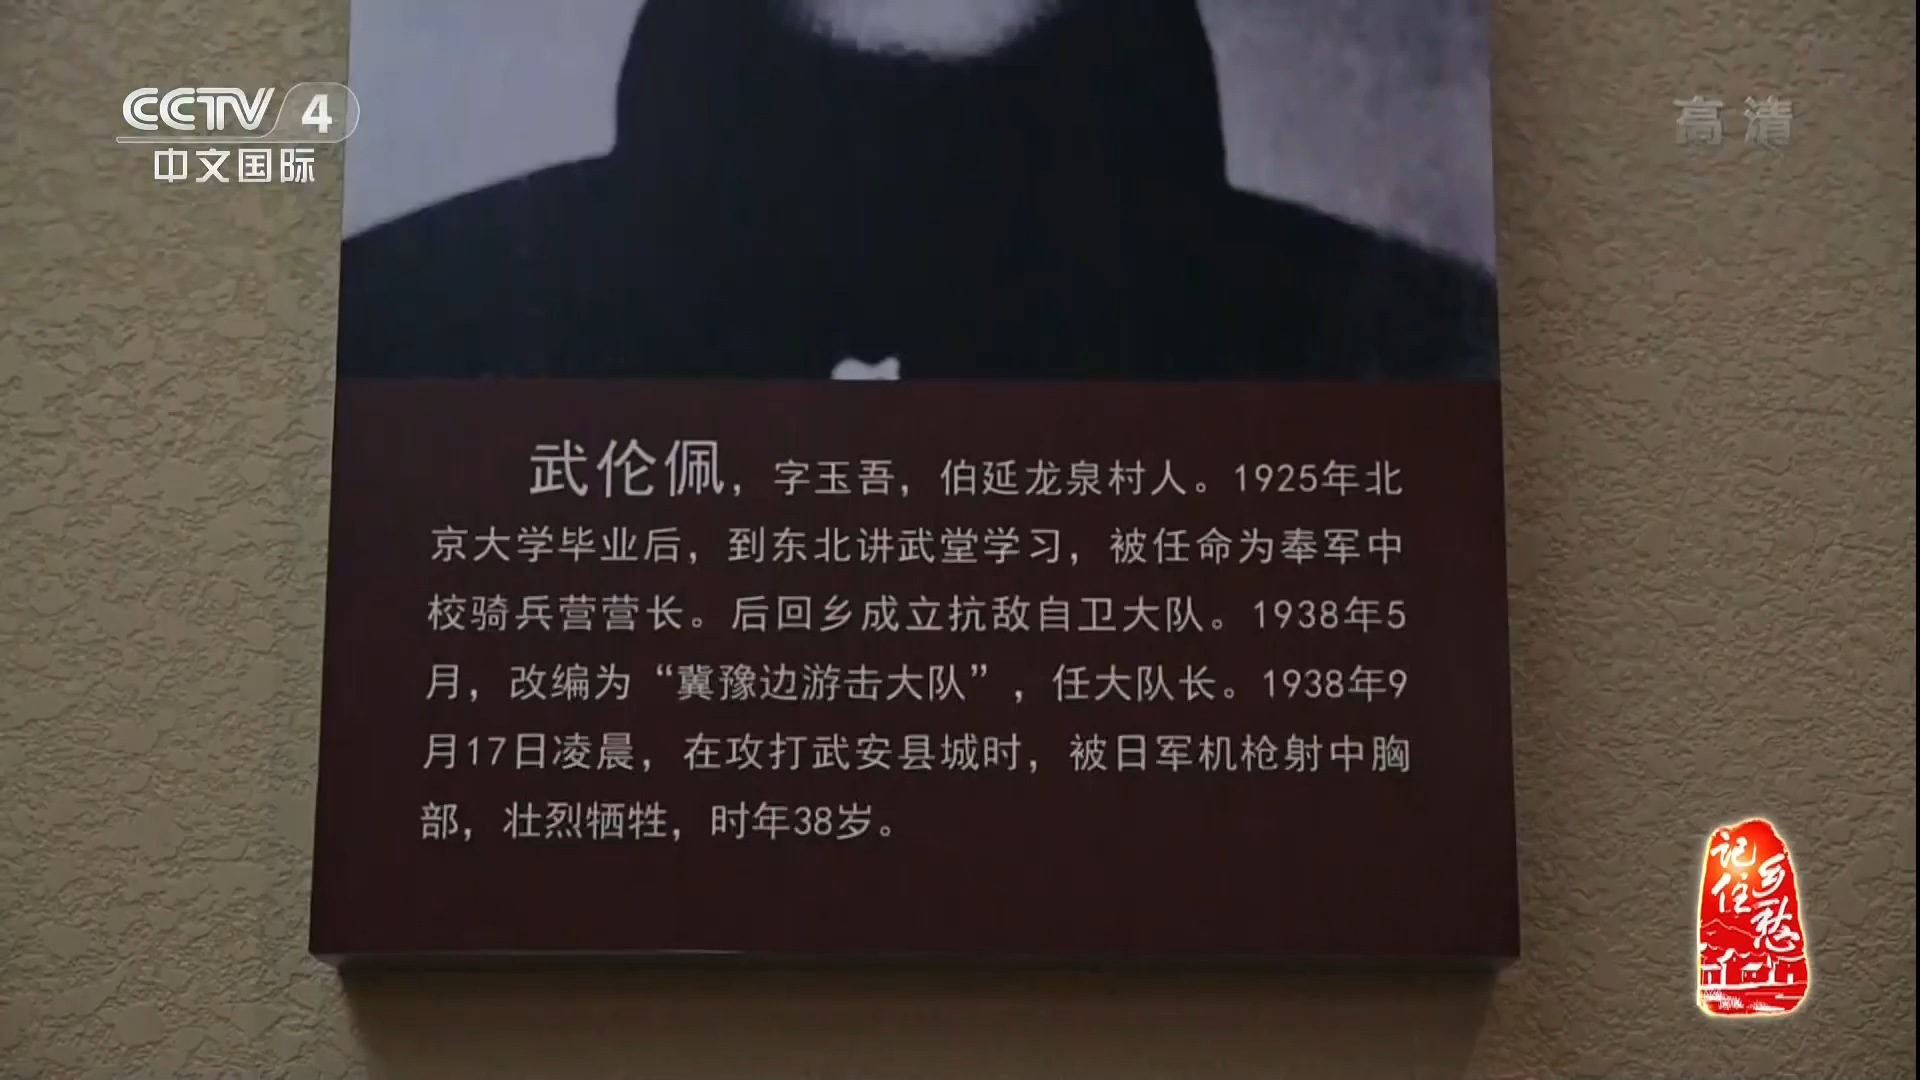 CCTV 4
中文国际
高清
武伦佩，字玉吾，伯延龙泉村人。1925年北
京大学毕业后，到东北讲武堂学习，被任命为奉军中
校骑兵营营长。后回乡成立抗敌自卫大队。1938年5
月，改编为“冀豫边游击大队”，任大队长。1938年9
月17日凌晨，在攻打武安县城时，被日军机枪射中胸
部，壮烈牺牲，时年38岁。
记住乡愁